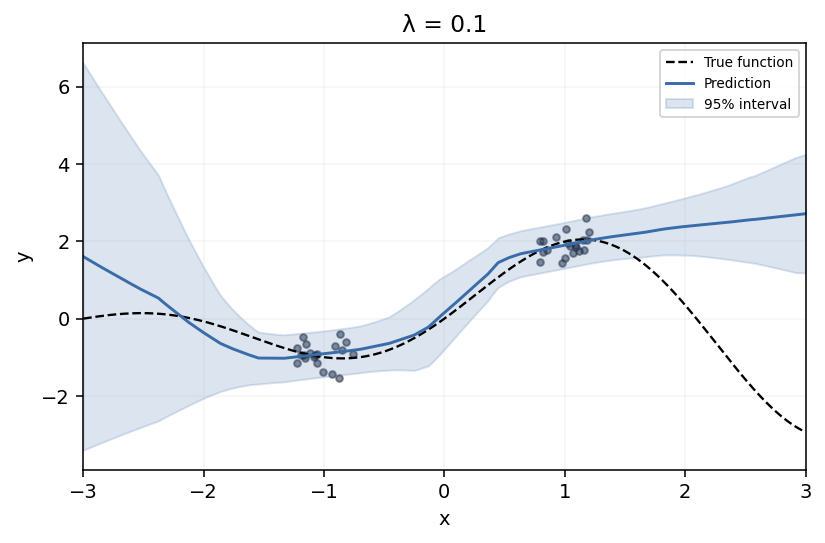 λ = 0.1
True function
Prediction
95% interval
y
6
4
2
0
−2
−3
−2
−1
0
1
2
3
x